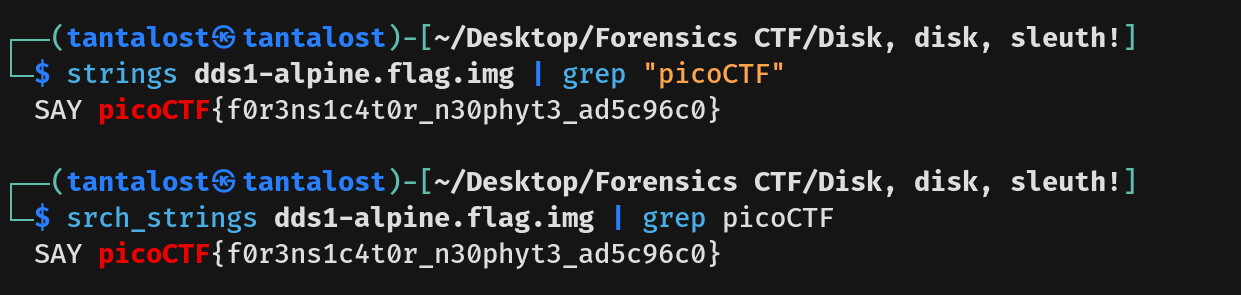 (tantalost㉿tantalost)-[~/Desktop/Forensics CTF/Disk, disk, sleuth!]
$ strings dds1-alpine.flag.img | grep "picoCTF"
SAY picoCTF{f0r3ns1c4t0r_n30phyt3_ad5c96c0}
(tantalost㉿tantalost)-[~/Desktop/Forensics CTF/Disk, disk, sleuth!]
$ srch_strings dds1-alpine.flag.img | grep picoCTF
SAY picoCTF{f0r3ns1c4t0r_n30phyt3_ad5c96c0}